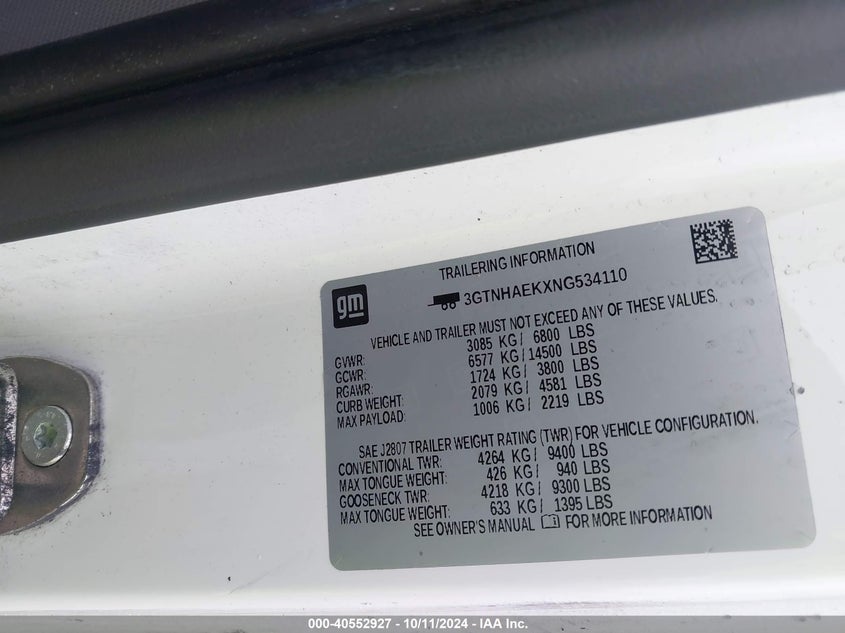 TRAILERING INFORMATION
gm
3GTNHAEKXNG534110
VEHICLE AND TRAILER MUST NOT EXCEED ANY OF THESE VALUES.
GVWR: 3085 KG / 6800 LBS
GCWR: 6577 KG / 14500 LBS
RGAWR: 1724 KG / 3800 LBS
CURB WEIGHT: 2079 KG / 4581 LBS
MAX PAYLOAD: 1006 KG / 2219 LBS
SAE J2807 TRAILER WEIGHT RATING (TWR) FOR VEHICLE CONFIGURATION.
CONVENTIONAL TWR: 4264 KG / 9400 LBS
MAX TONGUE WEIGHT: 426 KG / 940 LBS
GOOSENECK TWR: 4218 KG / 9300 LBS
MAX TONGUE WEIGHT: 633 KG / 1395 LBS
SEE OWNER'S MANUAL FOR MORE INFORMATION
000-40552927 - 10/11/2024 - IAA Inc.